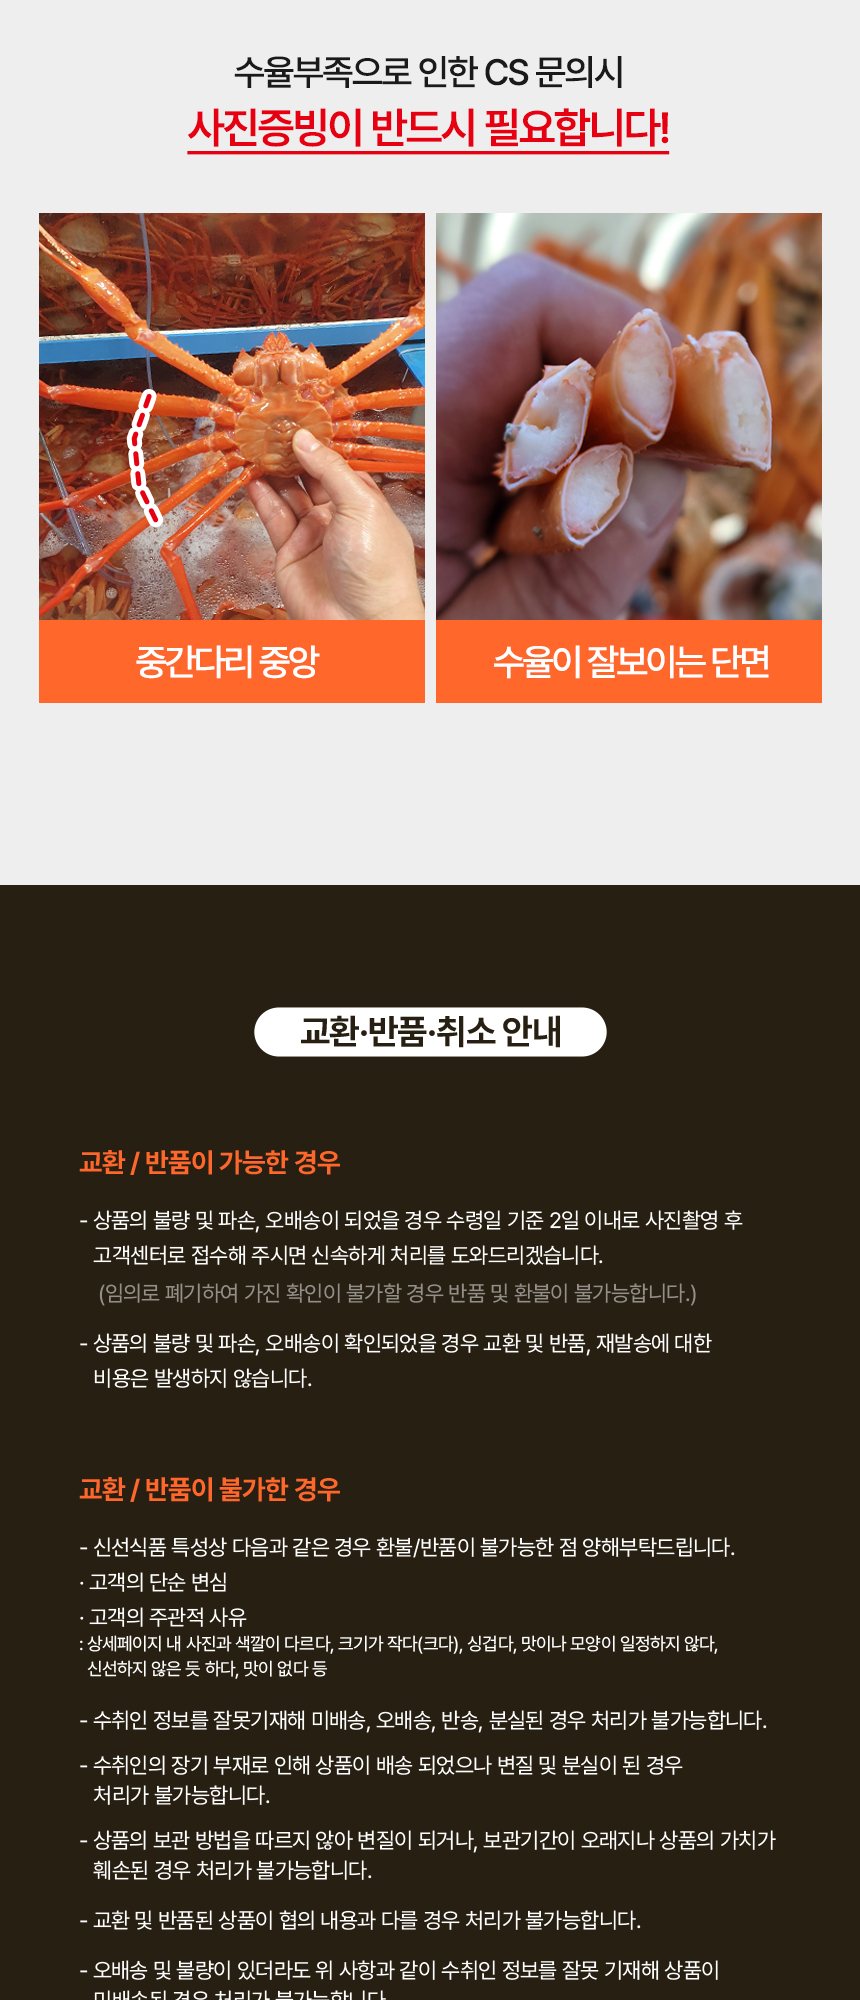 수율부족으로 인한 CS 문의시
사진증빙이 반드시 필요합니다!
중간다리 중앙
수율이 잘보이는 단면
교환·반품·취소 안내
교환 / 반품이 가능한 경우
- 상품의 불량 및 파손, 오배송이 되었을 경우 수령일 기준 2일 이내로 사진촬영 후
고객센터로 접수해 주시면 신속하게 처리를 도와드리겠습니다.
(임의로 폐기하여 가진 확인이 불가할 경우 반품 및 환불이 불가능합니다.)
- 상품의 불량 및 파손, 오배송이 확인되었을 경우 교환 및 반품, 재발송에 대한
비용은 발생하지 않습니다.
교환 / 반품이 불가한 경우
- 신선식품 특성상 다음과 같은 경우 환불/반품이 불가능한 점 양해부탁드립니다.
· 고객의 단순 변심
· 고객의 주관적 사유
: 상세페이지 내 사진과 색깔이 다르다, 크기가 작다(크다), 싱겁다, 맛이나 모양이 일정하지 않다,
신선하지 않은 듯 하다, 맛이 없다 등
- 수취인 정보를 잘못기재해 미배송, 오배송, 반송, 분실된 경우 처리가 불가능합니다.
- 수취인의 장기 부재로 인해 상품이 배송 되었으나 변질 및 분실이 된 경우
처리가 불가능합니다.
- 상품의 보관 방법을 따르지 않아 변질이 되거나, 보관기간이 오래지나 상품의 가치가
훼손된 경우 처리가 불가능합니다.
- 교환 및 반품된 상품이 협의 내용과 다를 경우 처리가 불가능합니다.
- 오배송 및 불량이 있더라도 위 사항과 같이 수취인 정보를 잘못 기재해 상품이
미배송된 경우 처리가 불가능합니다.